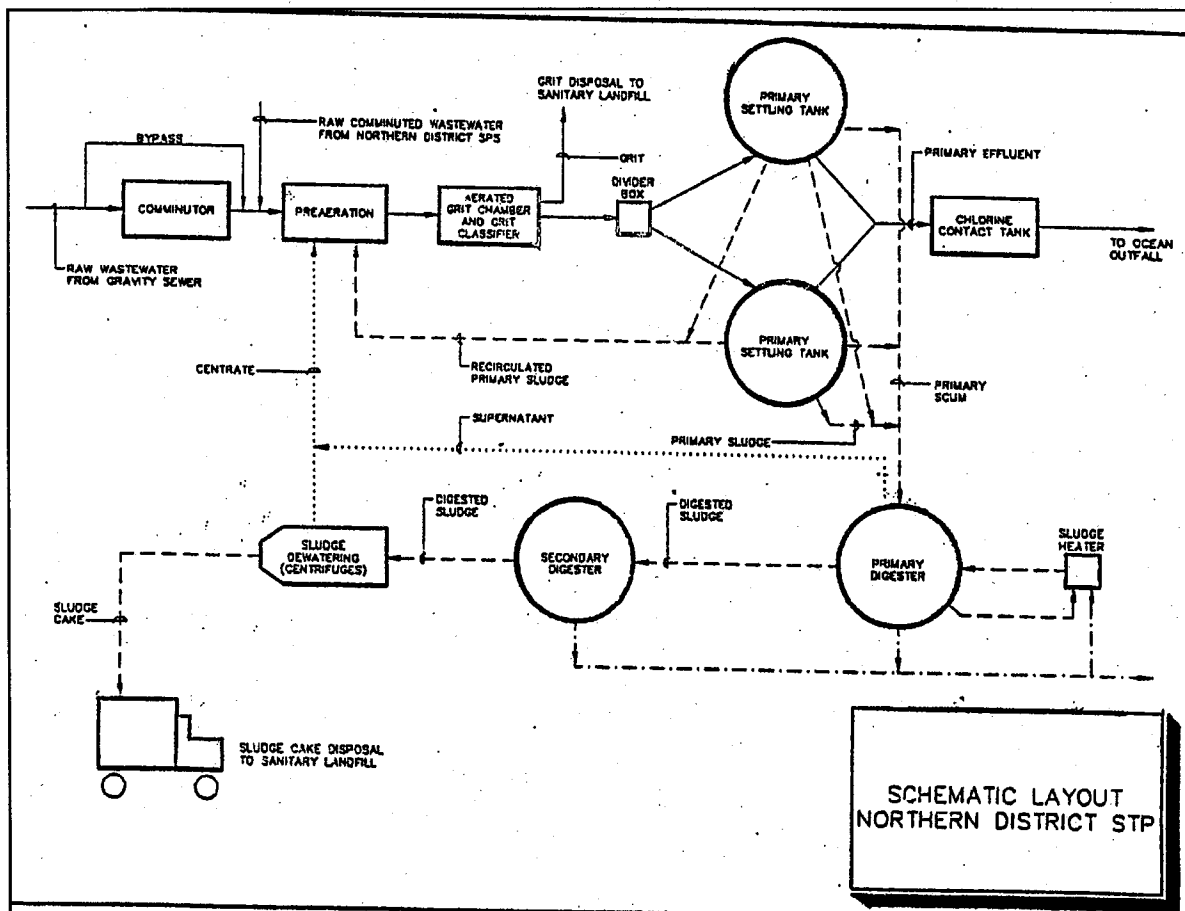 GRIT DISPOSAL TO
SANITARY LANDFILL
PRIMARY
SETTLING TANK
RAW COMMINUTED WASTEWATER
FROM NORTHERN DISTRICT SPS
BYPASS
GRIT
PRIMARY EFFLUENT
DIVIDER
BOX
COMMINUTOR
PREAERATION
AERATED
GRIT CHAMBER
AND GRIT
CLASSIFIER
CHLORINE
CONTACT TANK
TO OCEAN
OUTFALL
RAW WASTEWATER
FROM GRAVITY SEWER
PRIMARY
SETTLING TANK
CENTRATE
RECIRCULATED
PRIMARY SLUDGE
PRIMARY
SCUM
SUPERNATANT
PRIMARY SLUDGE
DIGESTED
SLUDGE
DIGESTED
SLUDGE
SLUDGE
DEWATERING
(CENTRIFUGES)
SECONDARY
DIGESTER
PRIMARY
DIGESTER
SLUDGE
HEATER
SLUDGE
CAKE
SLUDGE CAKE DISPOSAL
TO SANITARY LANDFILL
SCHEMATIC LAYOUT
NORTHERN DISTRICT STP